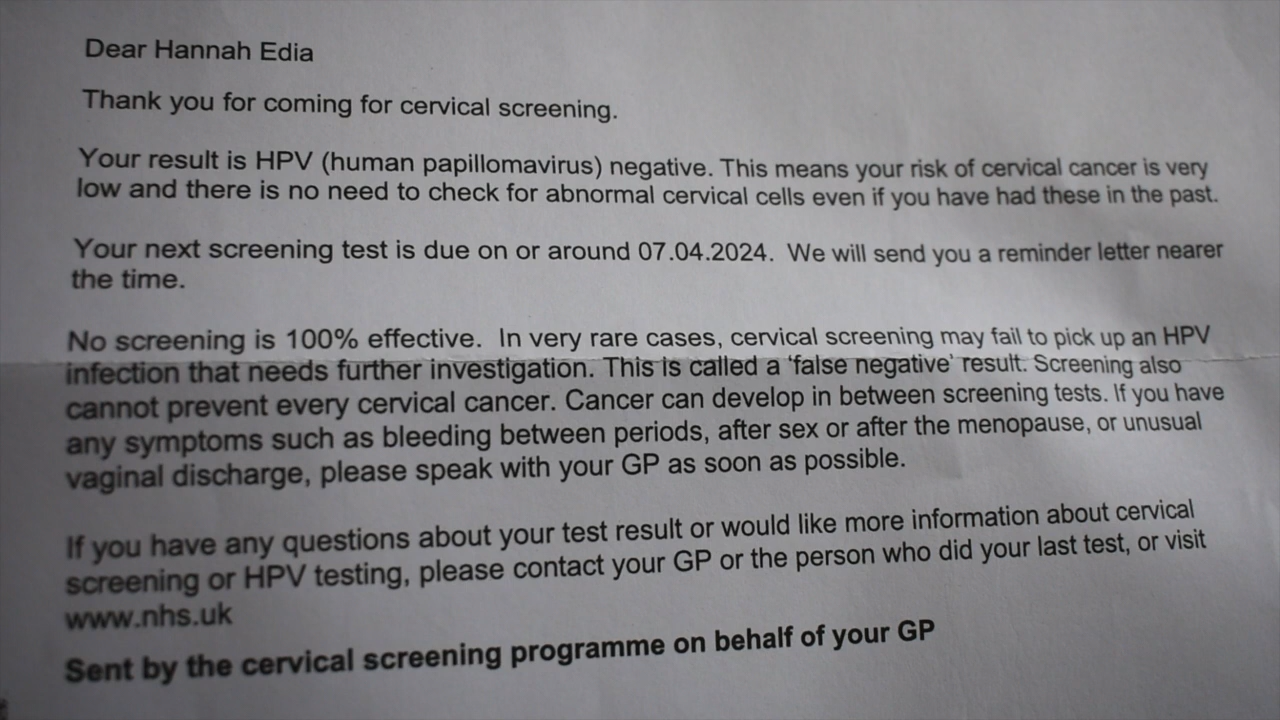 Dear Hannah Edia
Thank you for coming for cervical screening.
Your result is HPV (human papillomavirus) negative. This means your risk of cervical cancer is very
low and there is no need to check for abnormal cervical cells even if you have had these in the past.
Your next screening test is due on or around 07.04.2024. We will send you a reminder letter nearer
the time.
No screening is 100% effective. In very rare cases, cervical screening may fail to pick up an HPV
infection that needs further investigation. This is called a 'false negative' result. Screening also
cannot prevent every cervical cancer. Cancer can develop in between screening tests. If you have
any symptoms such as bleeding between periods, after sex or after the menopause, or unusual
vaginal discharge, please speak with your GP as soon as possible.
If you have any questions about your test result or would like more information about cervical
screening or HPV testing, please contact your GP or the person who did your last test, or visit
www.nhs.uk
Sent by the cervical screening programme on behalf of your GP